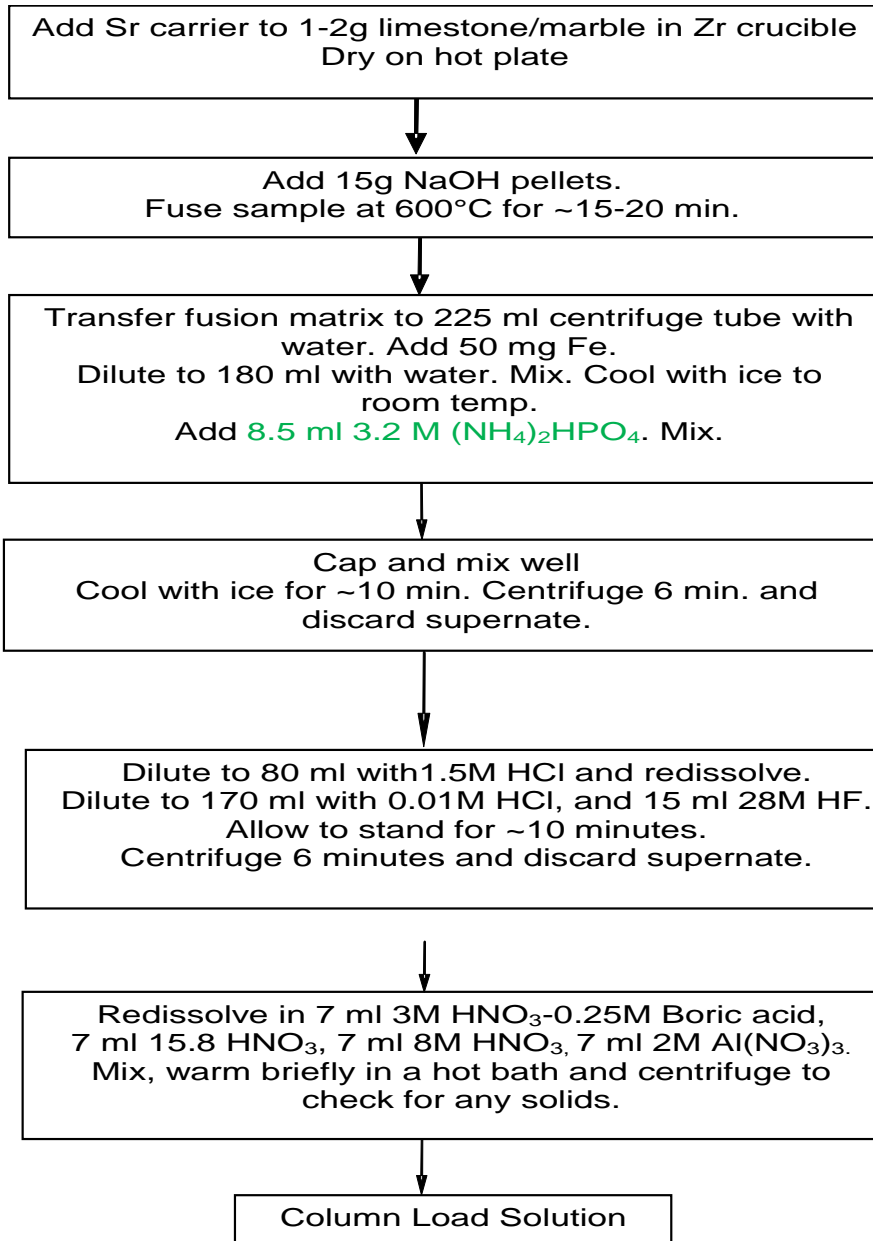 Add Sr carrier to 1-2g limestone/marble in Zr crucible
Dry on hot plate
Add 15g NaOH pellets.
Fuse sample at 600°C for ~15-20 min.
Transfer fusion matrix to 225 ml centrifuge tube with
water. Add 50 mg Fe.
Dilute to 180 ml with water. Mix. Cool with ice to
room temp.
Add 8.5 ml 3.2 M (NH₄)₂HPO₄. Mix.
Cap and mix well
Cool with ice for ~10 min. Centrifuge 6 min. and
discard supernate.
Dilute to 80 ml with1.5M HCl and redissolve.
Dilute to 170 ml with 0.01M HCl, and 15 ml 28M HF.
Allow to stand for ~10 minutes.
Centrifuge 6 minutes and discard supernate.
Redissolve in 7 ml 3M HNO₃-0.25M Boric acid,
7 ml 15.8 HNO₃, 7 ml 8M HNO₃, 7 ml 2M Al(NO₃)₃.
Mix, warm briefly in a hot bath and centrifuge to
check for any solids.
Column Load Solution